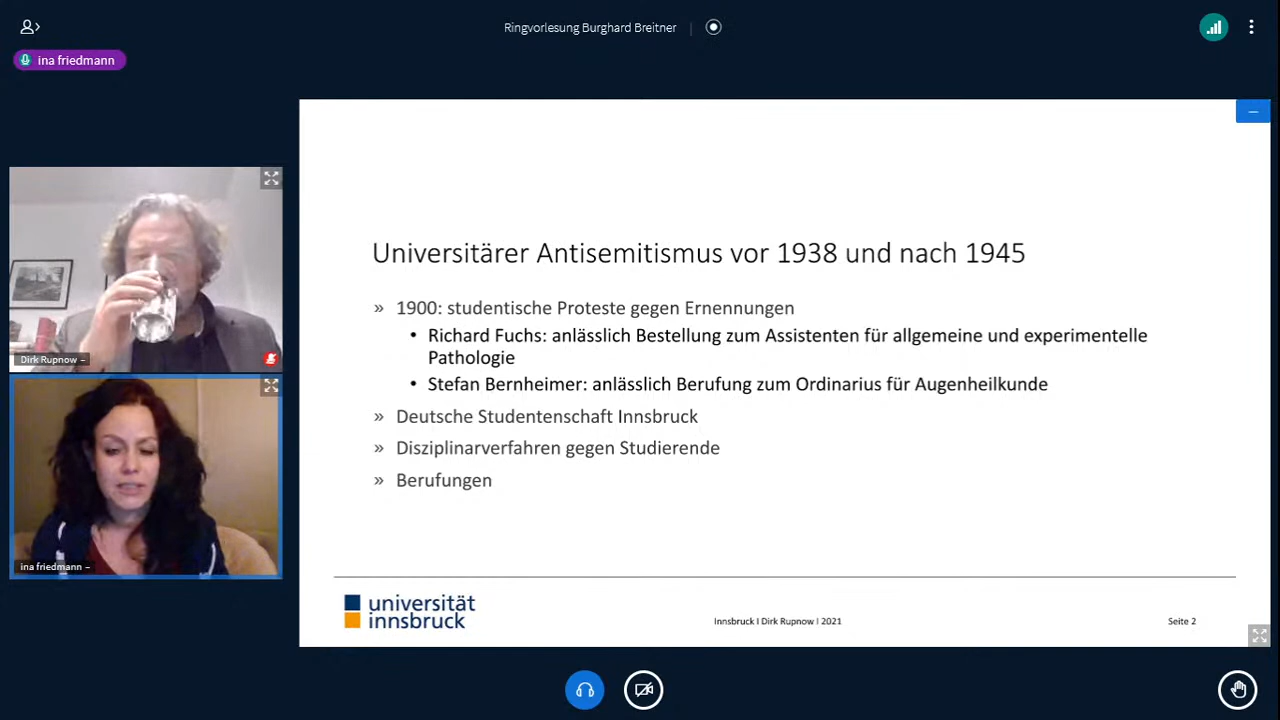 Ringvorlesung Burghard Breitner
ina friedmann
Dirk Rupnow –
ina friedmann –
Universitärer Antisemitismus vor 1938 und nach 1945
» 1900: studentische Proteste gegen Ernennungen
• Richard Fuchs: anlässlich Bestellung zum Assistenten für allgemeine und experimentelle
Pathologie
• Stefan Bernheimer: anlässlich Berufung zum Ordinarius für Augenheilkunde
» Deutsche Studentenschaft Innsbruck
» Disziplinarverfahren gegen Studierende
» Berufungen
universität
innsbruck
Innsbruck I Dirk Rupnow I 2021
Seite 2